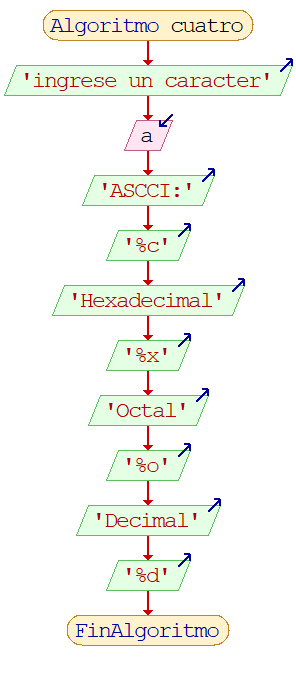 Algoritmo cuatro
'ingrese un caracter'
a
'ASCCI:'
'%c'
'Hexadecimal'
'%x'
'Octal'
'%o'
'Decimal'
'%d'
FinAlgoritmo